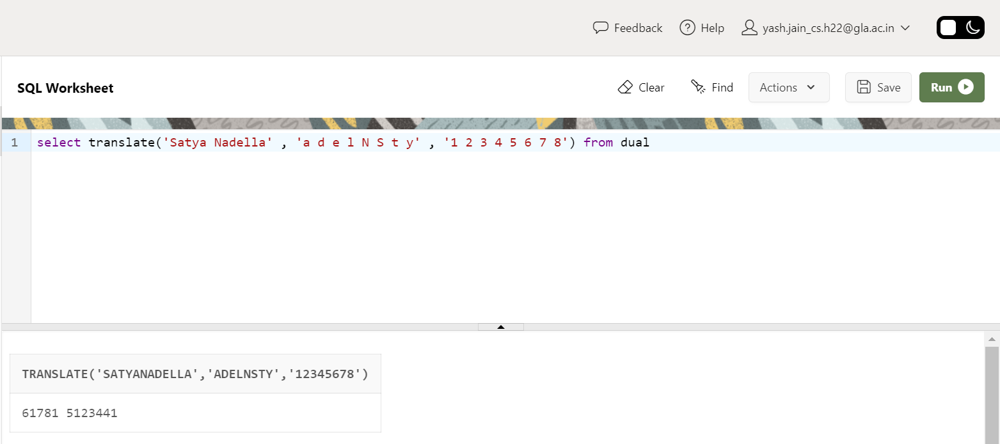 Feedback Help yash.jain_cs.h22@gla.ac.in
SQL Worksheet Clear Find Actions Save Run
1 select translate('Satya Nadella' , 'a d e l N S t y' , '1 2 3 4 5 6 7 8') from dual
TRANSLATE('SATYANADELLA','ADELNSTY','12345678')
61781 5123441